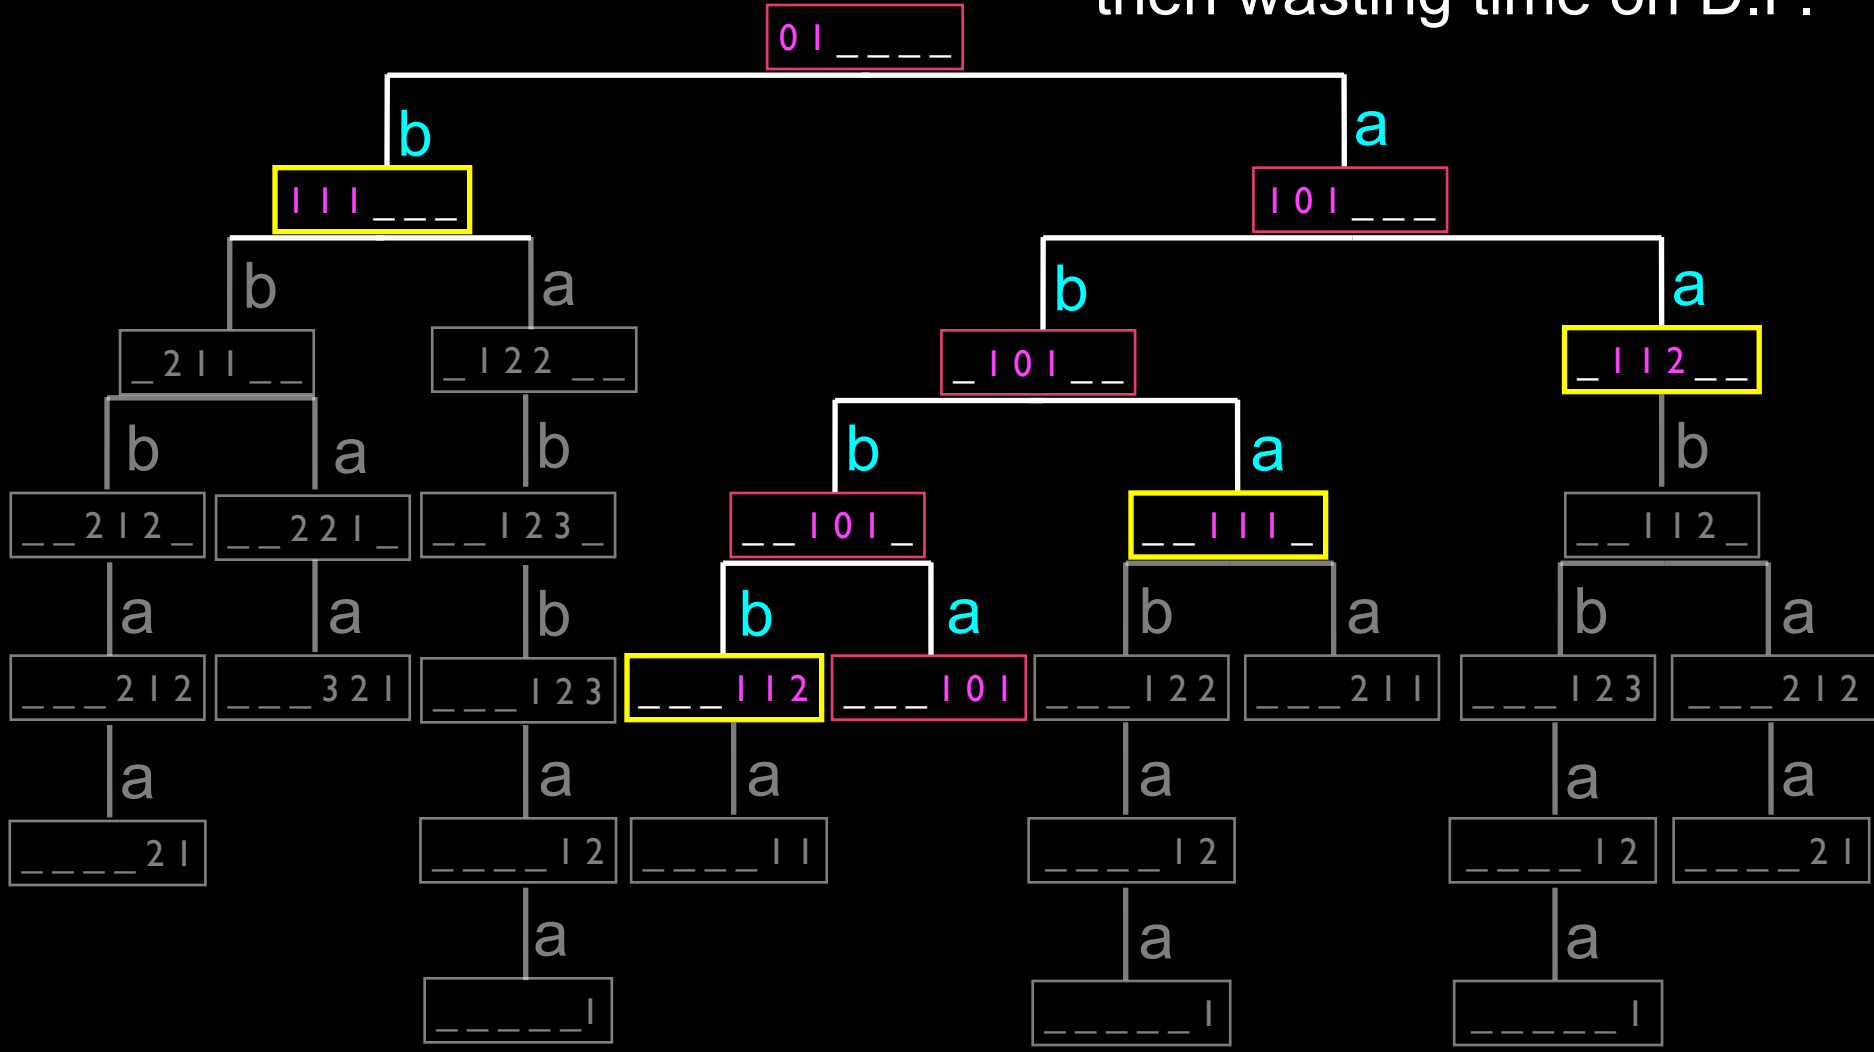 then wasting time on D.P.
0 1 _ _ _ _
b a
1 1 1 _ _ _ 1 0 1 _ _ _
b a b a
_ 2 1 1 _ _ _ 1 2 2 _ _ _ 1 0 1 _ _ _ 1 1 2 _ _
b a b b a b
_ _ 2 1 2 _ _ _ 2 2 1 _ _ _ 1 2 3 _ _ _ 1 0 1 _ _ _ 1 1 1 _ _ _ 1 1 2 _
a a b b a b a b a
_ _ _ 2 1 2 _ _ _ 3 2 1 _ _ _ 1 2 3 _ _ _ 1 1 2 _ _ _ 1 0 1 _ _ _ 1 2 2 _ _ _ 2 1 1 _ _ _ 1 2 3 _ _ _ 2 1 2
a a a a a a
_ _ _ _ 2 1 _ _ _ _ 1 2 _ _ _ _ 1 1 _ _ _ _ 1 2 _ _ _ _ 1 2 _ _ _ _ 2 1
a a a
_ _ _ _ _ 1 _ _ _ _ _ 1 _ _ _ _ _ 1